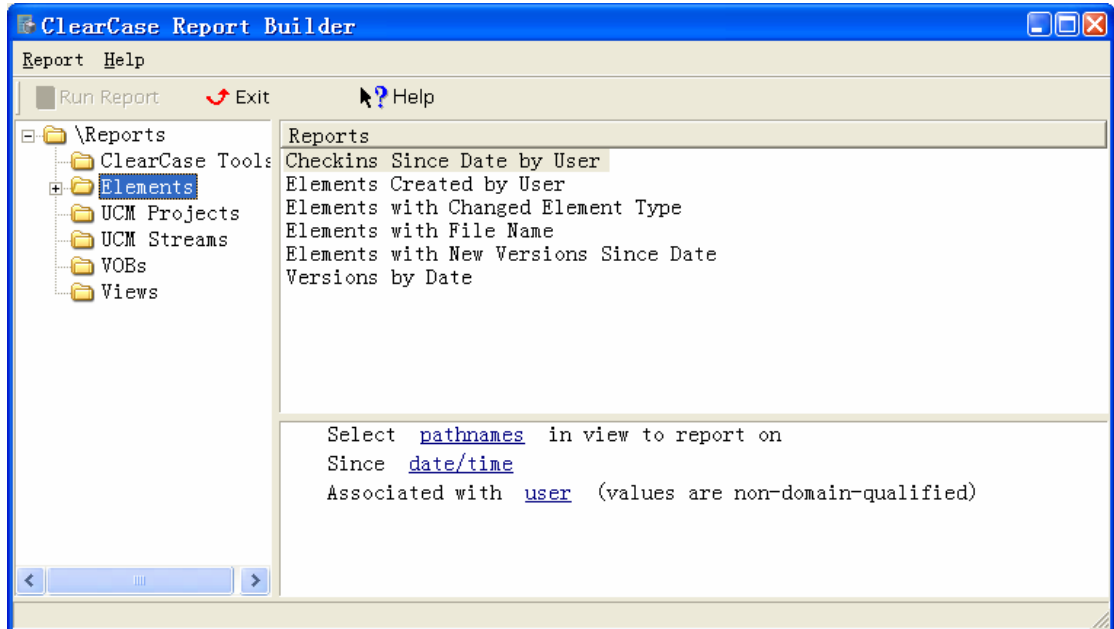 ClearCase Report Builder
Report Help
Run Report Exit Help
\Reports
ClearCase Tools
Elements
UCM Projects
UCM Streams
VOBs
Views
Reports
Checkins Since Date by User
Elements Created by User
Elements with Changed Element Type
Elements with File Name
Elements with New Versions Since Date
Versions by Date
Select pathnames in view to report on
Since date/time
Associated with user (values are non-domain-qualified)